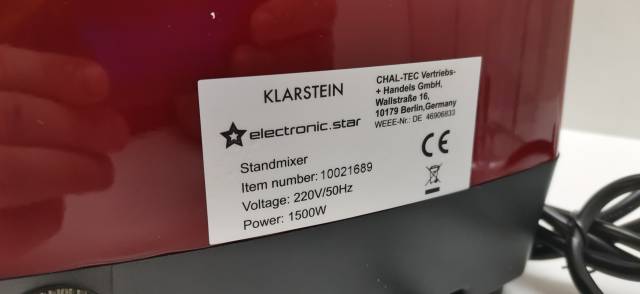 KLARSTEIN
electronic.star
CHAL-TEC Vertriebs-
+ Handels GmbH,
Wallstraße 16,
10179 Berlin,Germany
WEEE-Nr.: DE 46906833
CE
Standmixer
Item number: 10021689
Voltage: 220V/50Hz
Power: 1500W